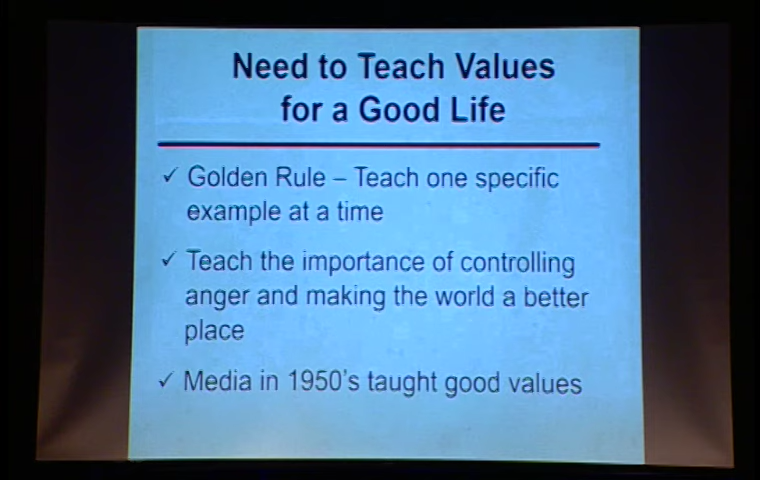 Need to Teach Values
for a Good Life
✓ Golden Rule – Teach one specific
example at a time
✓ Teach the importance of controlling
anger and making the world a better
place
✓ Media in 1950's taught good values